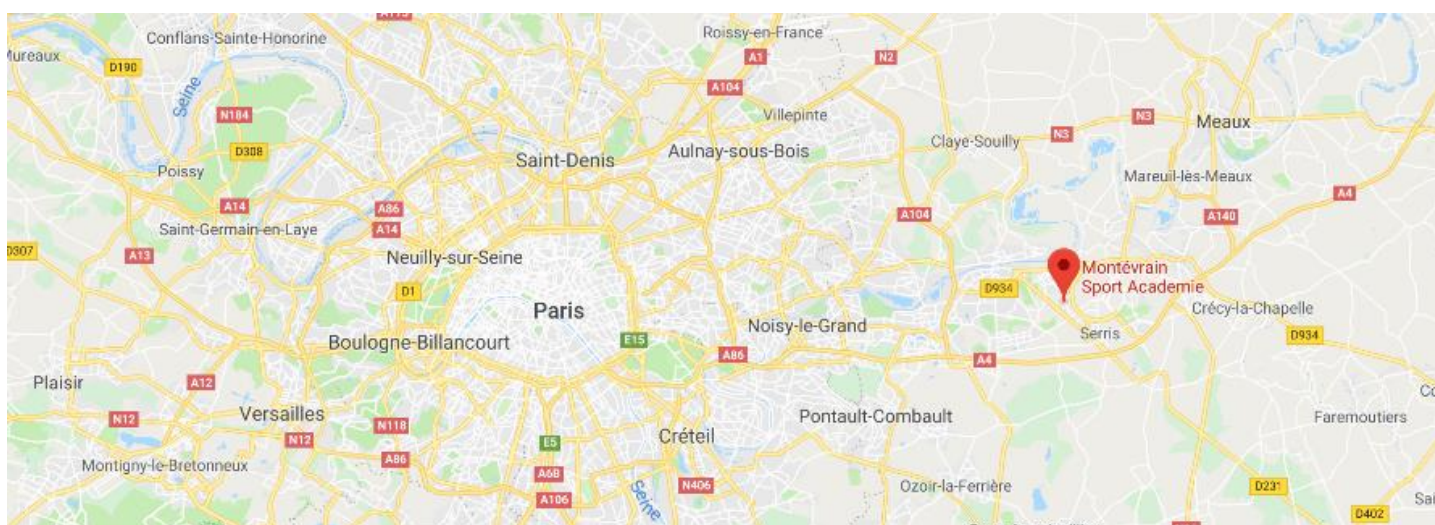 A115
Conflans-Sainte-Honorine
Roissy-en-France
Mureaux
D190
A1
N2
Seine
A104
N184
Villepinte
N3
N3
Meaux
D308
Saint-Denis
Aulnay-sous-Bois
Claye-Souilly
Poissy
Mareuil-lès-Meaux
A14
A86
A4
Saint-Germain-en-Laye
A14
A104
A140
D307
A13
Neuilly-sur-Seine
Montévrain
Sport Academie
D1
D934
Paris
Crécy-la-Chapelle
Noisy-le-Grand
Serris
D934
Boulogne-Billancourt
E15
A86
A4
Plaisir
A12
N12
Versailles
N118
Pontault-Combault
Faremoutiers
N12
E5
Créteil
Montigny-le-Bretonneux
A86
A6B
N406
Ozoir-la-Ferrière
D231
A106
Seine
D402